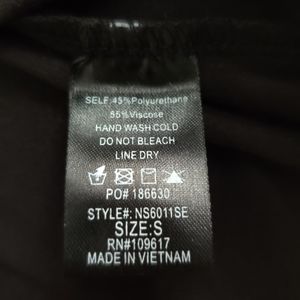 SELF: 45%Polyurethane
55%Viscose
HAND WASH COLD
DO NOT BLEACH
LINE DRY
PO# 186630
STYLE#: NS6011SE
SIZE:S
RN#109617
MADE IN VIETNAM